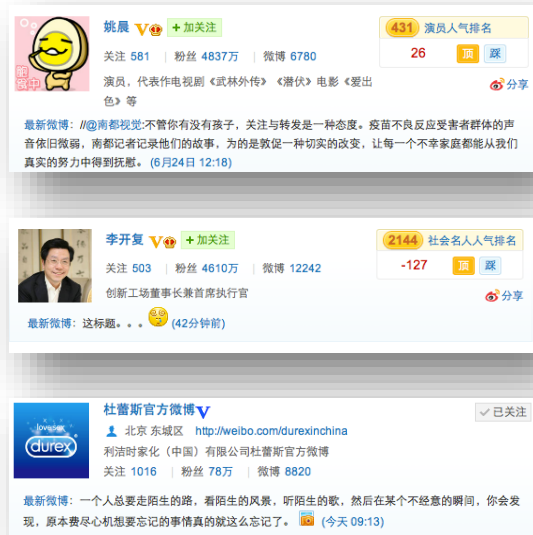 姚晨 V + 加关注
431 演员人气排名
关注 581 | 粉丝 4837万 | 微博 6780
26 顶 踩
演员，代表作电视剧《武林外传》《潜伏》电影《爱出
色》等
分享
最新微博：//@南都视觉:不管你有没有孩子，关注与转发是一种态度。疫苗不良反应受害者群体的声
音依旧微弱，南都记者记录他们的故事，为的是敦促一种切实的改变，让每一个不幸家庭都能从我们
真实的努力中得到抚慰。 (6月24日 12:18)
李开复 V + 加关注
2144 社会名人人气排名
关注 503 | 粉丝 4610万 | 微博 12242
-127 顶 踩
创新工场董事长兼首席执行官
分享
最新微博：这标题。。。 (42分钟前)
杜蕾斯官方微博V
已关注
北京 东城区 http://weibo.com/durexinchina
love sex
durex
利洁时家化（中国）有限公司杜蕾斯官方微博
关注 1016 | 粉丝 78万 | 微博 8820
最新微博：一个人总要走陌生的路，看陌生的风景，听陌生的歌，然后在某个不经意的瞬间，你会发
现，原本费尽心机想要忘记的事情真的就这么忘记了。 (今天 09:13)